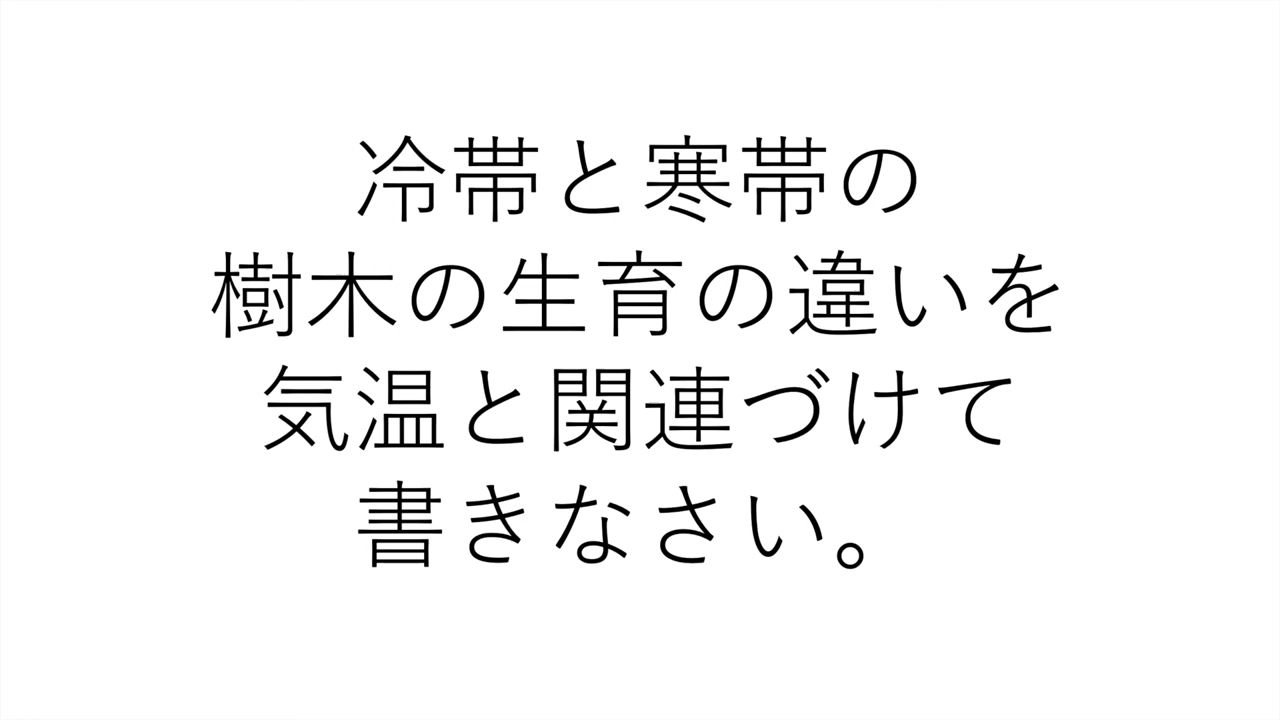 冷帯と寒帯の
樹木の生育の違いを
気温と関連づけて
書きなさい。